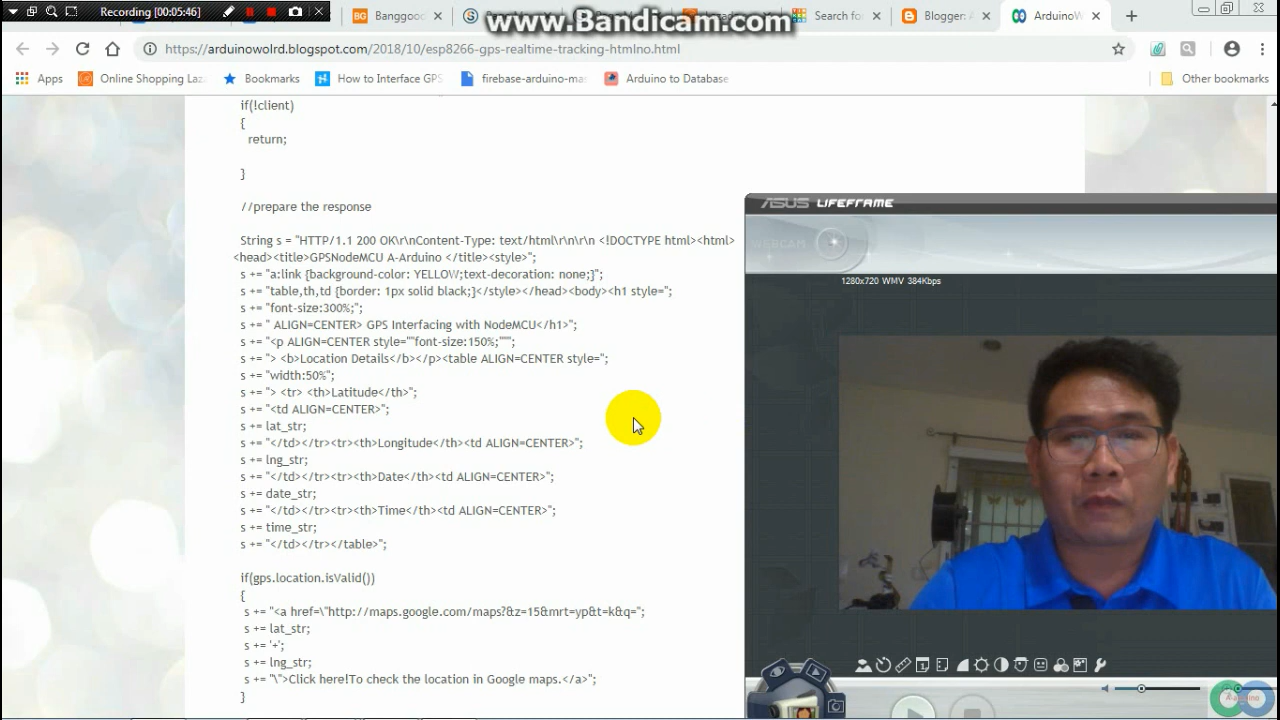 Recording [00:05:46]
www.Bandicam.com
BG Banggood
Search for
Blogger: A
ArduinoW
https://arduinowolrd.blogspot.com/2018/10/esp8266-gps-realtime-tracking-htmlno.html
Apps Online Shopping Laz Bookmarks How to Interface GPS firebase-arduino-mas Arduino to Database Other bookmarks
if(!client)
{
return;
}
//prepare the response
String s = "HTTP/1.1 200 OK\r\nContent-Type: text/html\r\n\r\n <!DOCTYPE html><html>
<head><title>GPSNodeMCU A-Arduino </title><style>";
s += "a:link {background-color: YELLOW;text-decoration: none;}";
s += "table,th,td {border: 1px solid black;}</style></head><body><h1 style=";
s += "font-size:300%;";
s += " ALIGN=CENTER> GPS Interfacing with NodeMCU</h1>";
s += "<p ALIGN=CENTER style=""font-size:150%;""";
s += "> <b>Location Details</b></p><table ALIGN=CENTER style=";
s += "width:50%";
s += "> <tr> <th>Latitude</th>";
s += "<td ALIGN=CENTER>";
s += lat_str;
s += "</td></tr><tr><th>Longitude</th><td ALIGN=CENTER>";
s += lng_str;
s += "</td></tr><tr><th>Date</th><td ALIGN=CENTER>";
s += date_str;
s += "</td></tr><tr><th>Time</th><td ALIGN=CENTER>";
s += time_str;
s += "</td></tr></table>";
if(gps.location.isValid())
{
s += "<a href=\"http://maps.google.com/maps?&z=15&mrt=yp&t=k&q=";
s += lat_str;
s += '+';
s += lng_str;
s += "\">Click here!To check the location in Google maps.</a>";
}
ASUS LIFEFRAME
WEBCAM
1280x720 WMV 384Kbps